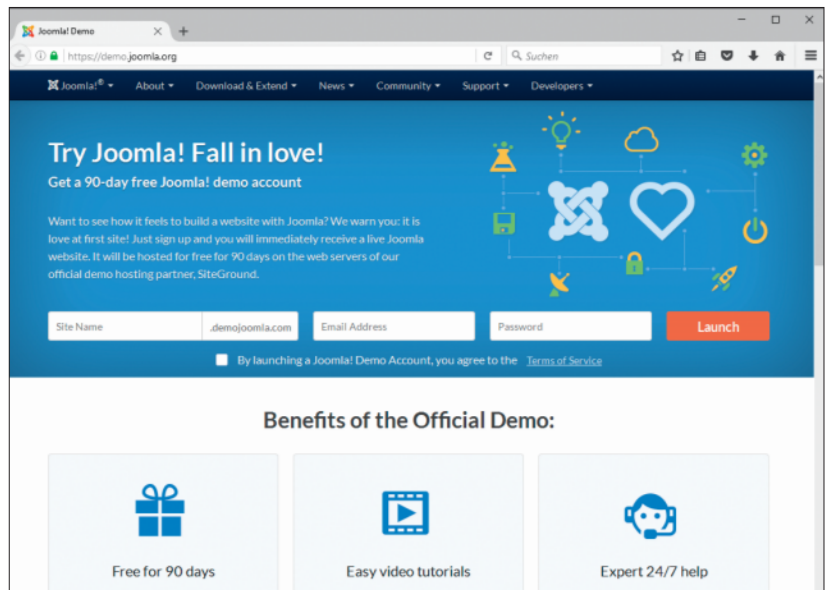 Joomla! Demo
https://demo.joomla.org
Suchen
Joomla!® About Download & Extend News Community Support Developers
Try Joomla! Fall in love!
Get a 90-day free Joomla! demo account
Want to see how it feels to build a website with Joomla? We warn you: it is
love at first site! Just sign up and you will immediately receive a live Joomla
website. It will be hosted for free for 90 days on the web servers of our
official demo hosting partner, SiteGround.
Site Name .demojoomla.com Email Address Password Launch
By launching a Joomla! Demo Account, you agree to the Terms of Service
Benefits of the Official Demo:
Free for 90 days Easy video tutorials Expert 24/7 help